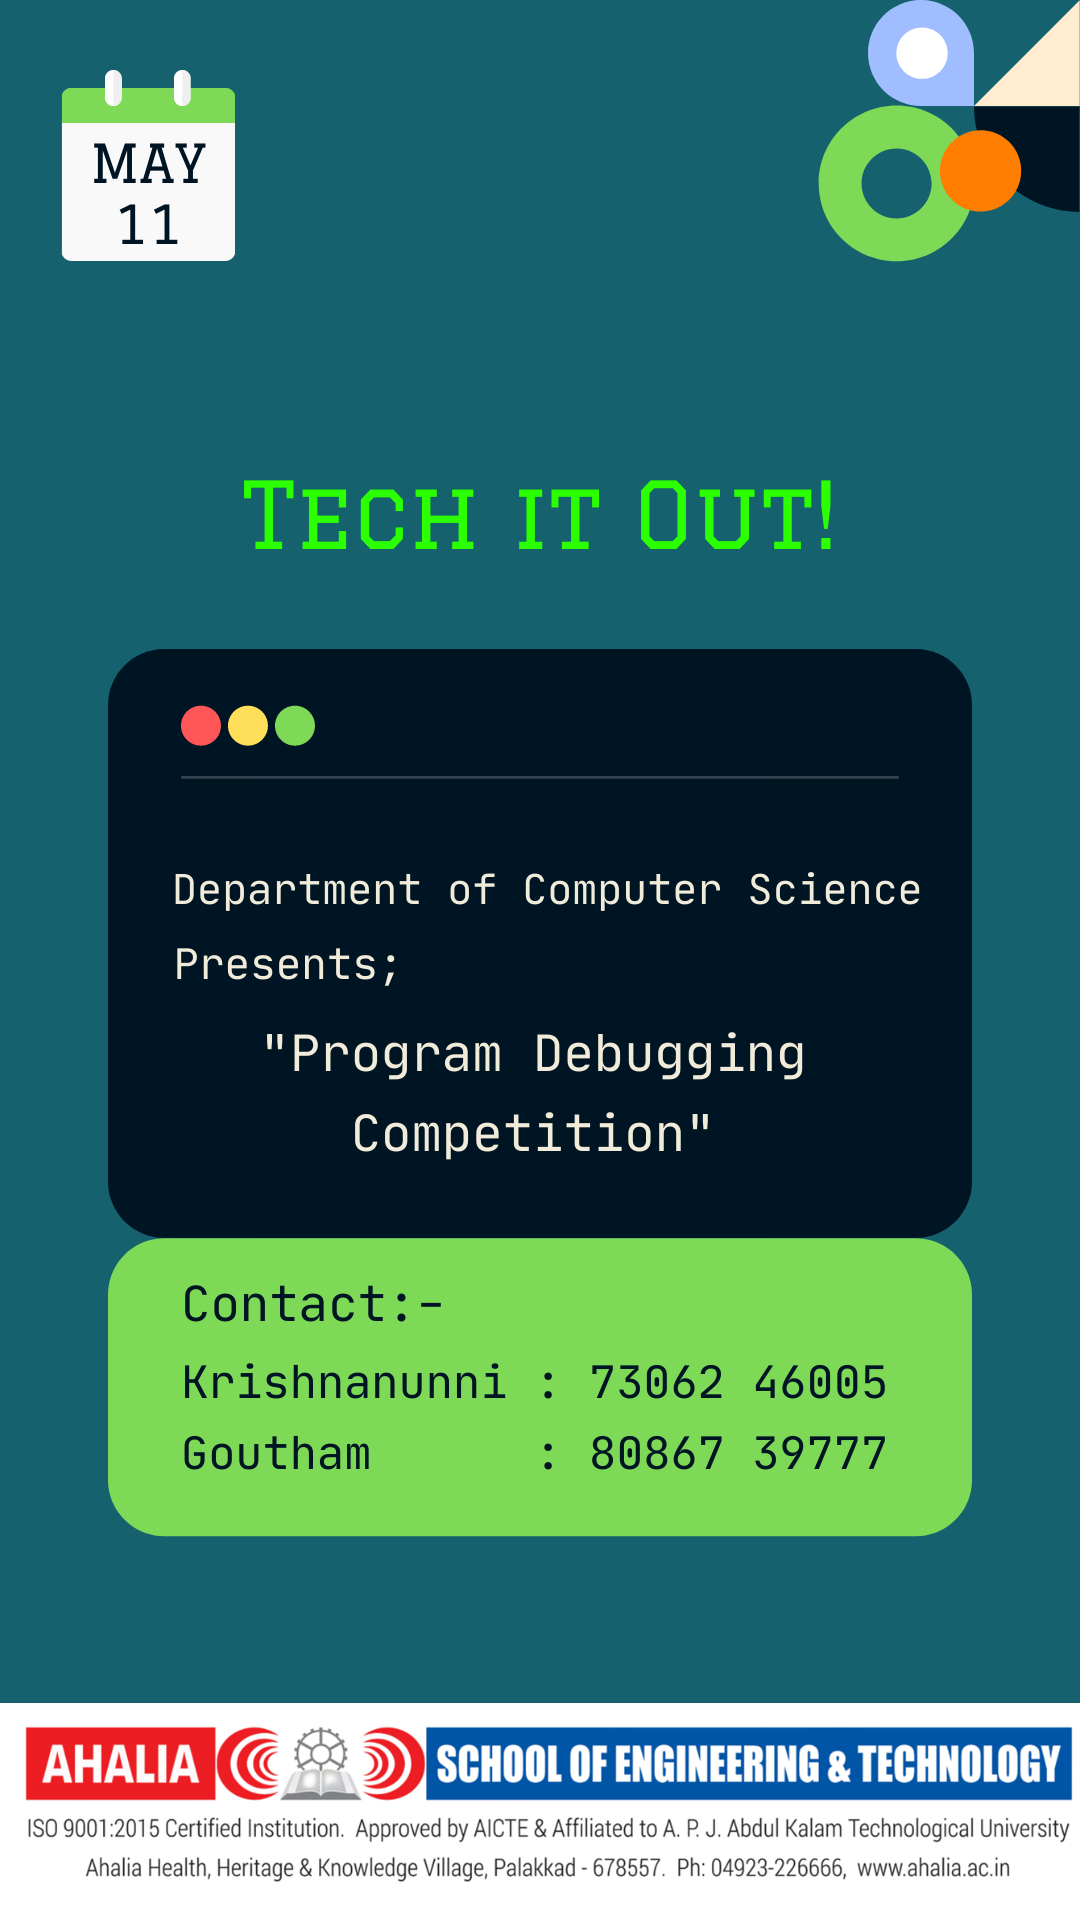 MAY
11
Tech it Out!
Department of Computer Science
Presents;
"Program Debugging
Competition"
Contact:-
Krishnanunni : 73062 46005
Goutham : 80867 39777
AHALIA SCHOOL OF ENGINEERING & TECHNOLOGY
ISO 9001:2015 Certified Institution. Approved by AICTE & Affiliated to A. P. J. Abdul Kalam Technological University
Ahalia Health, Heritage & Knowledge Village, Palakkad - 678557. Ph: 04923-226666, www.ahalia.ac.in